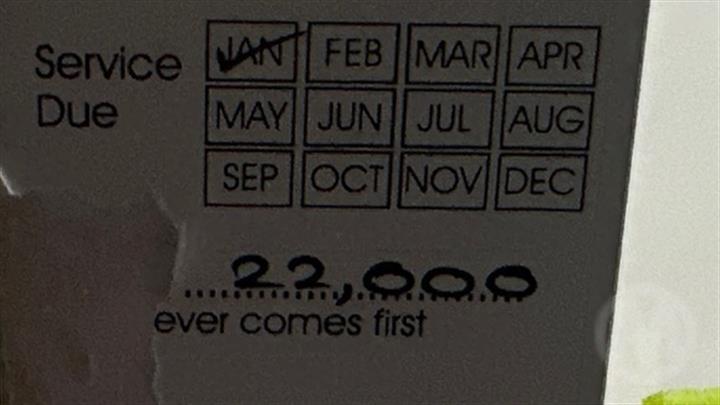 Service Due
JAN FEB MAR APR
MAY JUN JUL AUG
SEP OCT NOV DEC
22,000
ever comes first